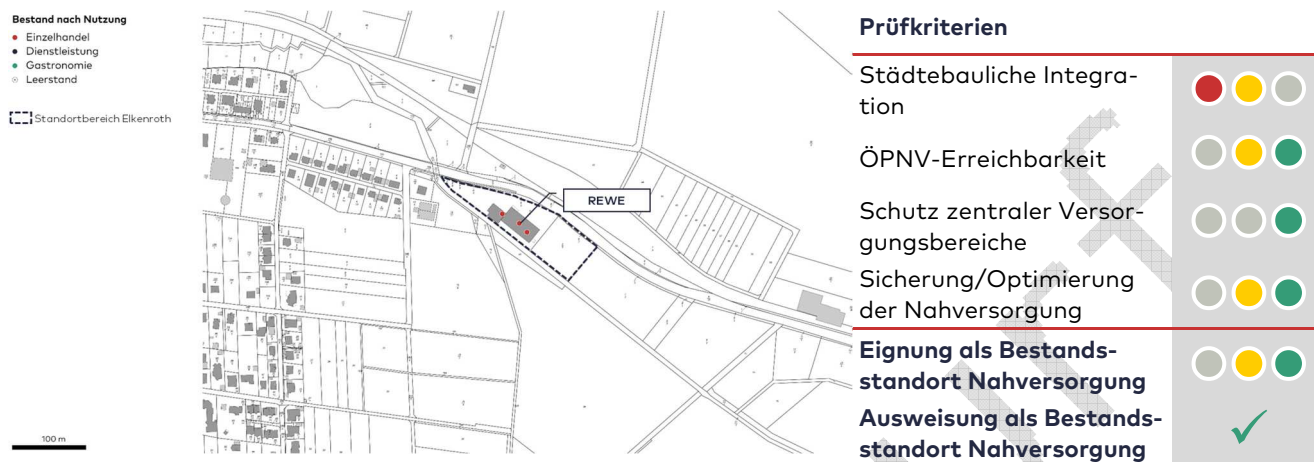 Bestand nach Nutzung
Einzelhandel
Dienstleistung
Gastronomie
Leerstand
Standortbereich Elkenroth
100 m
REWE
Prüfkriterien
Städtebauliche Integra-
tion
ÖPNV-Erreichbarkeit
Schutz zentraler Versor-
gungsbereiche
Sicherung/Optimierung
der Nahversorgung
Eignung als Bestands-
standort Nahversorgung
Ausweisung als Bestands-
standort Nahversorgung